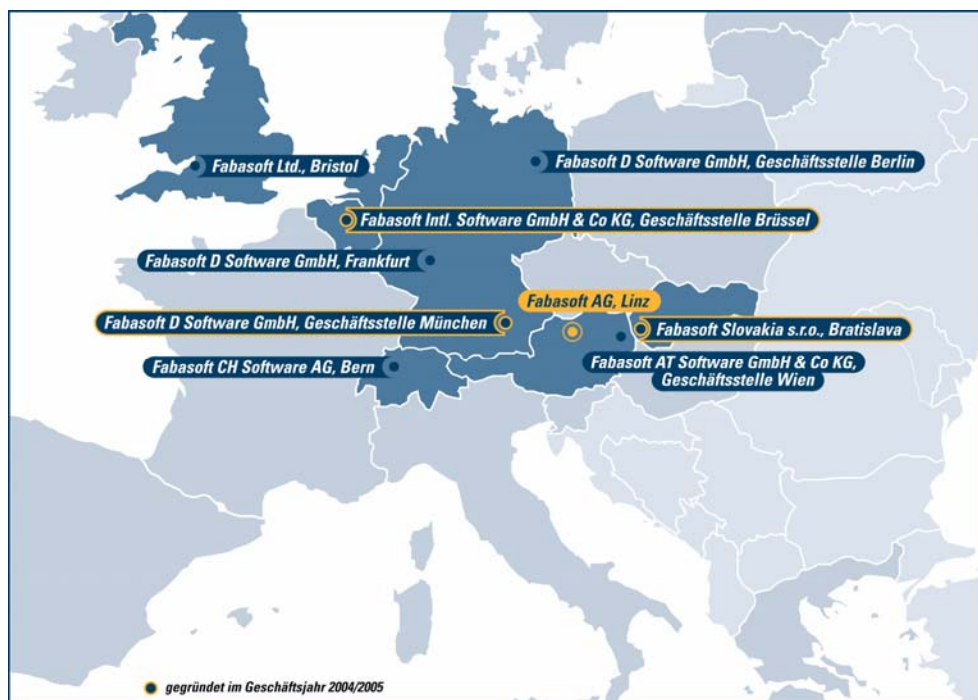 Fabasoft Ltd., Bristol
Fabasoft D Software GmbH, Geschäftsstelle Berlin
Fabasoft Intl. Software GmbH & Co KG, Geschäftsstelle Brüssel
Fabasoft D Software GmbH, Frankfurt
Fabasoft AG, Linz
Fabasoft D Software GmbH, Geschäftsstelle München
Fabasoft Slovakia s.r.o., Bratislava
Fabasoft CH Software AG, Bern
Fabasoft AT Software GmbH & Co KG,
Geschäftsstelle Wien
gegründet im Geschäftsjahr 2004/2005